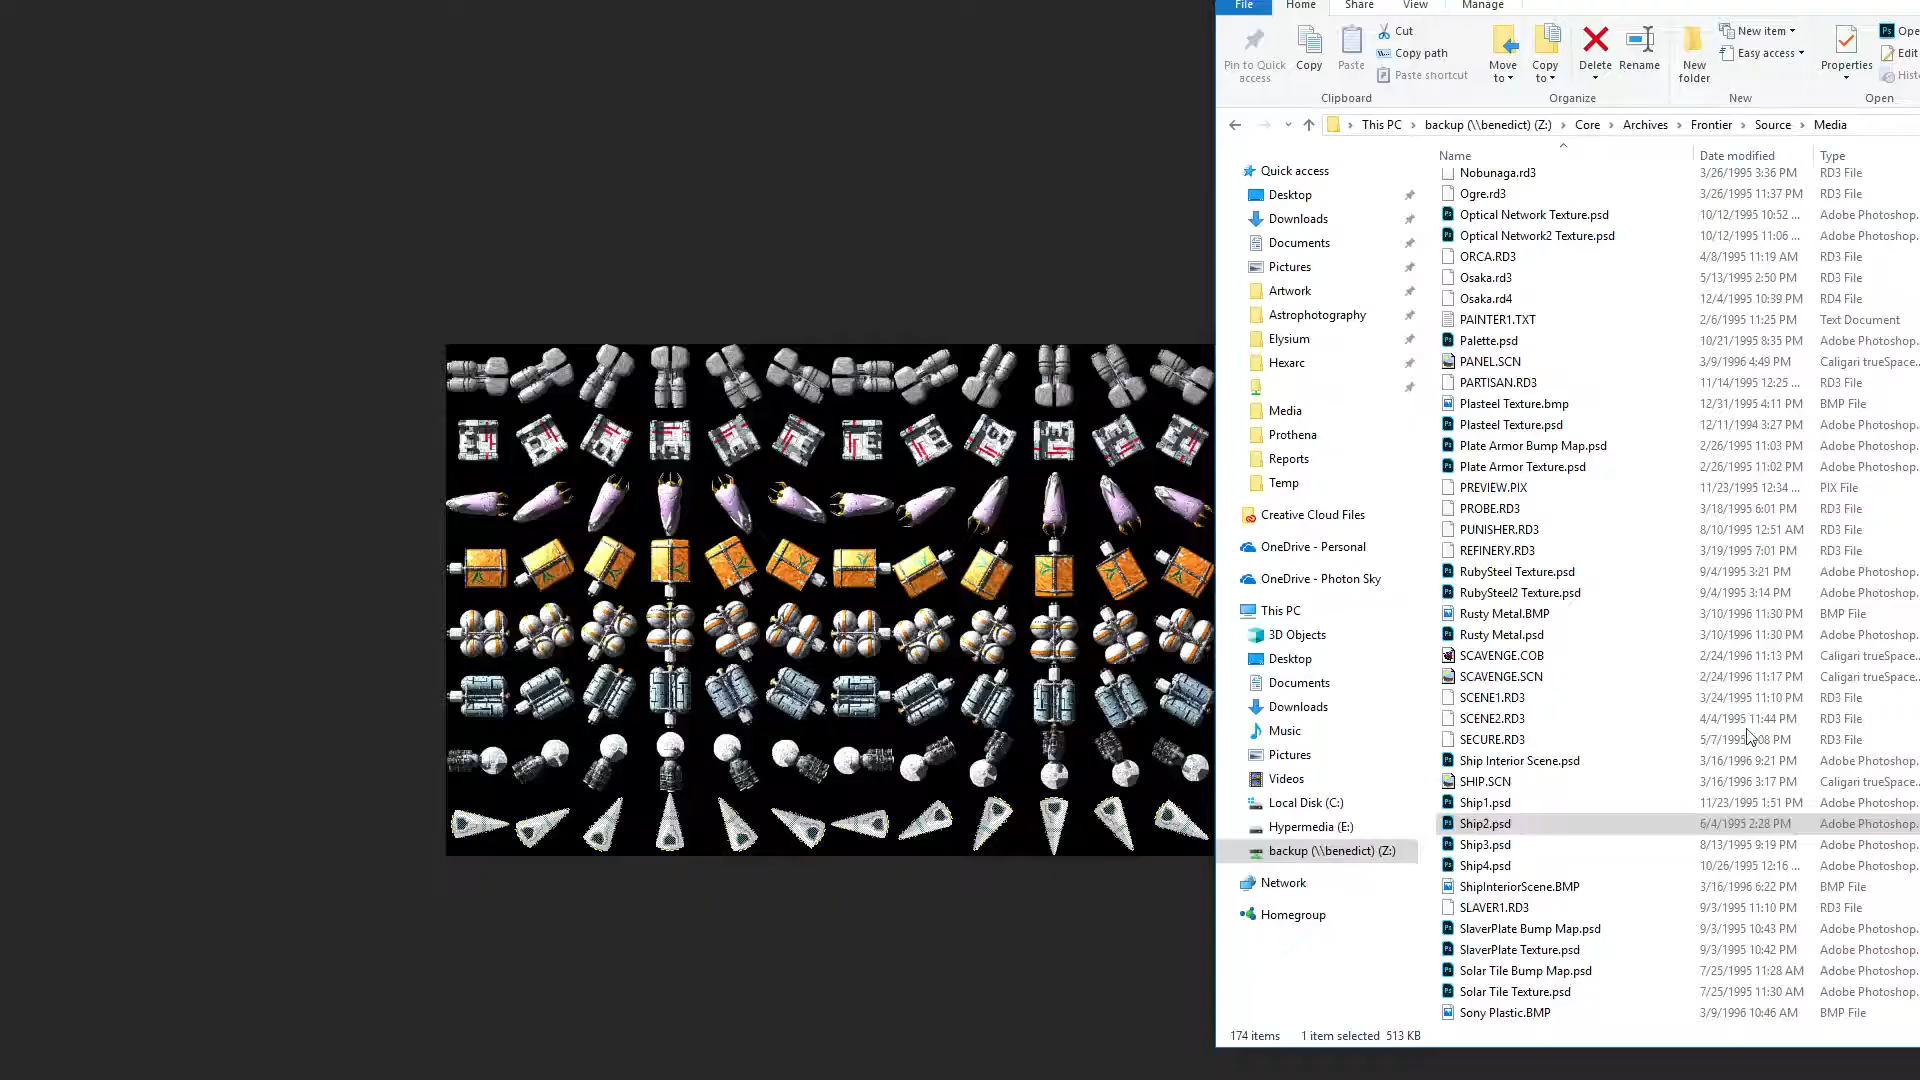 File Home Share View Manage
Pin to Quick access
Copy
Paste
Cut
Copy path
Paste shortcut
Clipboard
Move to
Copy to
Delete
Rename
Organize
New folder
New item
Easy access
New
Properties
Edit
Open
This PC > backup (\\benedict) (Z:) > Core > Archives > Frontier > Source > Media
Name Date modified Type
Quick access
Desktop
Downloads
Documents
Pictures
Artwork
Astrophotography
Elysium
Hexarc
Media
Prothena
Reports
Temp
Creative Cloud Files
OneDrive - Personal
OneDrive - Photon Sky
This PC
3D Objects
Desktop
Documents
Downloads
Music
Pictures
Videos
Local Disk (C:)
Hypermedia (E:)
backup (\\benedict) (Z:)
Network
Homegroup
Nobunaga.rd3 3/26/1995 3:36 PM RD3 File
Ogre.rd3 3/26/1995 11:37 PM RD3 File
Optical Network Texture.psd 10/12/1995 10:52 ... Adobe Photoshop.
Optical Network2 Texture.psd 10/12/1995 11:06 ... Adobe Photoshop.
ORCA.RD3 4/8/1995 11:19 AM RD3 File
Osaka.rd3 5/13/1995 2:50 PM RD3 File
Osaka.rd4 12/4/1995 10:39 PM RD4 File
PAINTER1.TXT 2/6/1995 11:25 PM Text Document
Palette.psd 10/21/1995 8:35 PM Adobe Photoshop.
PANEL.SCN 3/9/1996 4:49 PM Caligari trueSpace..
PARTISAN.RD3 11/14/1995 12:25 ... RD3 File
Plasteel Texture.bmp 12/31/1995 4:11 PM BMP File
Plasteel Texture.psd 12/11/1994 3:27 PM Adobe Photoshop.
Plate Armor Bump Map.psd 2/26/1995 11:03 PM Adobe Photoshop.
Plate Armor Texture.psd 2/26/1995 11:02 PM Adobe Photoshop.
PREVIEW.PIX 11/23/1995 12:34 ... PIX File
PROBE.RD3 3/18/1995 6:01 PM RD3 File
PUNISHER.RD3 8/10/1995 12:51 AM RD3 File
REFINERY.RD3 3/19/1995 7:01 PM RD3 File
RubySteel Texture.psd 9/4/1995 3:21 PM Adobe Photoshop.
RubySteel2 Texture.psd 9/4/1995 3:14 PM Adobe Photoshop.
Rusty Metal.BMP 3/10/1996 11:30 PM BMP File
Rusty Metal.psd 3/10/1996 11:30 PM Adobe Photoshop.
SCAVENGE.COB 2/24/1996 11:13 PM Caligari trueSpace..
SCAVENGE.SCN 2/24/1996 11:17 PM Caligari trueSpace..
SCENE1.RD3 3/24/1995 11:10 PM RD3 File
SCENE2.RD3 4/4/1995 11:44 PM RD3 File
SECURE.RD3 5/7/1995 :08 PM RD3 File
Ship Interior Scene.psd 3/16/1996 9:21 PM Adobe Photoshop.
SHIP.SCN 3/16/1996 3:17 PM Caligari trueSpace..
Ship1.psd 11/23/1995 1:51 PM Adobe Photoshop.
Ship2.psd 6/4/1995 2:28 PM Adobe Photoshop.
Ship3.psd 8/13/1995 9:19 PM Adobe Photoshop.
Ship4.psd 10/26/1995 12:16 ... Adobe Photoshop.
ShipInteriorScene.BMP 3/16/1996 6:22 PM BMP File
SLAVER1.RD3 9/3/1995 11:10 PM RD3 File
SlaverPlate Bump Map.psd 9/3/1995 10:43 PM Adobe Photoshop.
SlaverPlate Texture.psd 9/3/1995 10:42 PM Adobe Photoshop.
Solar Tile Bump Map.psd 7/25/1995 11:28 AM Adobe Photoshop.
Solar Tile Texture.psd 7/25/1995 11:30 AM Adobe Photoshop.
Sony Plastic.BMP 3/9/1996 10:46 AM BMP File
174 items 1 item selected 513 KB